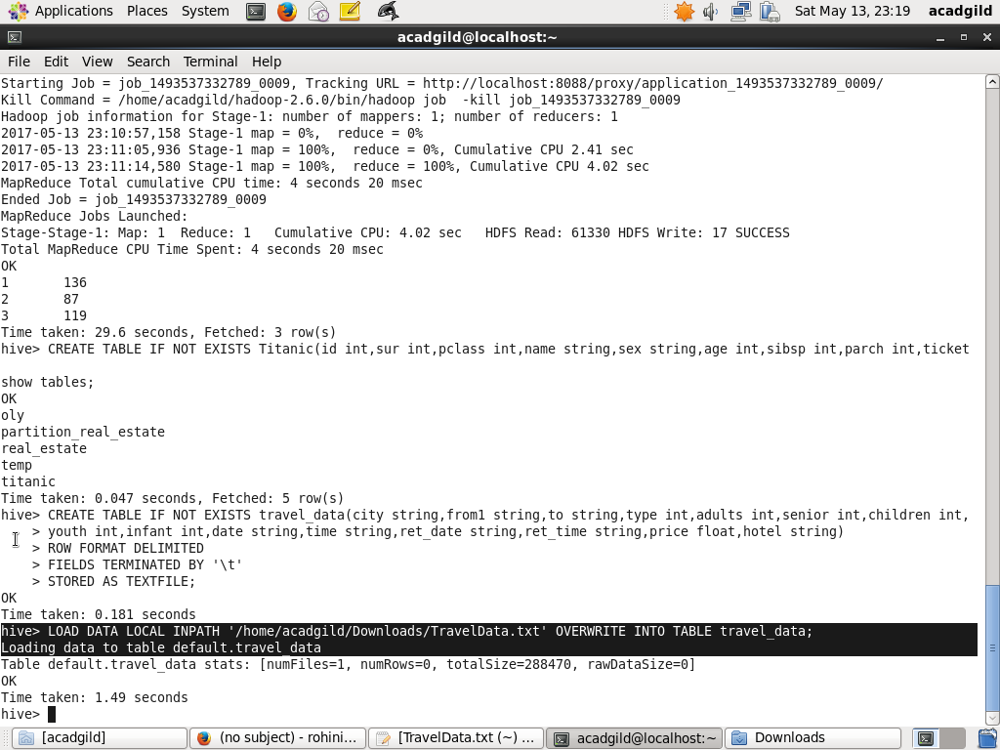 Applications Places System Sat May 13, 23:19 acadgild
acadgild@localhost:~
File Edit View Search Terminal Help
Starting Job = job_1493537332789_0009, Tracking URL = http://localhost:8088/proxy/application_1493537332789_0009/
Kill Command = /home/acadgild/hadoop-2.6.0/bin/hadoop job  -kill job_1493537332789_0009
Hadoop job information for Stage-1: number of mappers: 1; number of reducers: 1
2017-05-13 23:10:57,158 Stage-1 map = 0%,  reduce = 0%
2017-05-13 23:11:05,936 Stage-1 map = 100%,  reduce = 0%, Cumulative CPU 2.41 sec
2017-05-13 23:11:14,580 Stage-1 map = 100%,  reduce = 100%, Cumulative CPU 4.02 sec
MapReduce Total cumulative CPU time: 4 seconds 20 msec
Ended Job = job_1493537332789_0009
MapReduce Jobs Launched:
Stage-Stage-1: Map: 1  Reduce: 1   Cumulative CPU: 4.02 sec   HDFS Read: 61330 HDFS Write: 17 SUCCESS
Total MapReduce CPU Time Spent: 4 seconds 20 msec
OK
1       136
2       87
3       119
Time taken: 29.6 seconds, Fetched: 3 row(s)
hive> CREATE TABLE IF NOT EXISTS Titanic(id int,sur int,pclass int,name string,sex string,age int,sibsp int,parch int,ticket
show tables;
OK
oly
partition_real_estate
real_estate
temp
titanic
Time taken: 0.047 seconds, Fetched: 5 row(s)
hive> CREATE TABLE IF NOT EXISTS travel_data(city string,from1 string,to string,type int,adults int,senior int,children int,
    > youth int,infant int,date string,time string,ret_date string,ret_time string,price float,hotel string)
    > ROW FORMAT DELIMITED
    > FIELDS TERMINATED BY '\t'
    > STORED AS TEXTFILE;
OK
Time taken: 0.181 seconds
hive> LOAD DATA LOCAL INPATH '/home/acadgild/Downloads/TravelData.txt' OVERWRITE INTO TABLE travel_data;
Loading data to table default.travel_data
Table default.travel_data stats: [numFiles=1, numRows=0, totalSize=288470, rawDataSize=0]
OK
Time taken: 1.49 seconds
hive>
[acadgild] (no subject) - rohini... [TravelData.txt (~) ... acadgild@localhost:~ Downloads